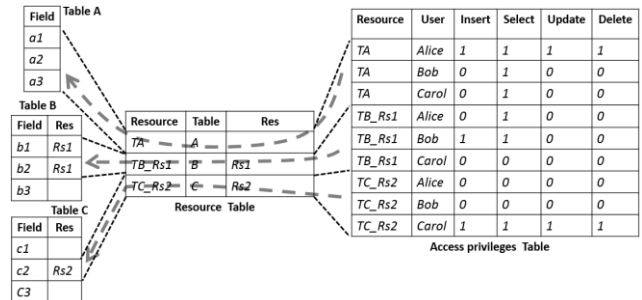 Table A
Field
a1
a2
a3
Table B
Field Res
b1 Rs1
b2 Rs1
b3
Table C
Field Res
c1
c2 Rs2
C3
Resource Table Res
TA A
TB_Rs1 B Rs1
TC_Rs2 C Rs2
Resource Table
Resource User Insert Select Update Delete
TA Alice 1 1 1 1
TA Bob 0 1 0 0
TA Carol 0 1 0 0
TB_Rs1 Alice 0 1 0 0
TB_Rs1 Bob 1 1 0 0
TB_Rs1 Carol 0 0 0 0
TC_Rs2 Alice 0 0 0 0
TC_Rs2 Bob 0 0 0 0
TC_Rs2 Carol 1 1 1 1
Access privileges Table